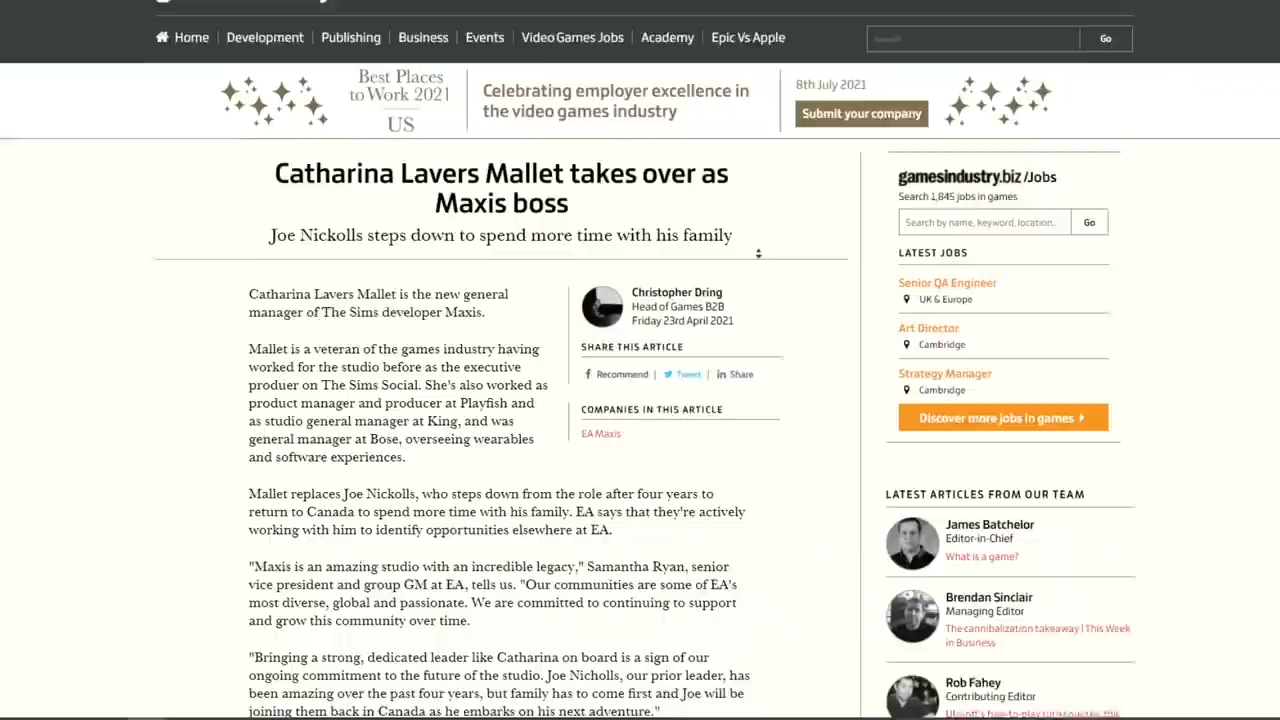 Home
Development
Publishing
Business
Events
Video Games Jobs
Academy
Epic Vs Apple
Go
Best Places
to Work 2021
US
Celebrating employer excellence in
the video games industry
8th July 2021
Submit your company
Catharina Lavers Mallet takes over as
Maxis boss
Joe Nickolls steps down to spend more time with his family
Catharina Lavers Mallet is the new general
manager of The Sims developer Maxis.
Mallet is a veteran of the games industry having
worked for the studio before as the executive
produer on The Sims Social. She's also worked as
product manager and producer at Playfish and
as studio general manager at King, and was
general manager at Bose, overseeing wearables
and software experiences.
Mallet replaces Joe Nickolls, who steps down from the role after four years to
return to Canada to spend more time with his family. EA says that they're actively
working with him to identify opportunities elsewhere at EA.
"Maxis is an amazing studio with an incredible legacy," Samantha Ryan, senior
vice president and group GM at EA, tells us. "Our communities are some of EA's
most diverse, global and passionate. We are committed to continuing to support
and grow this community over time.
"Bringing a strong, dedicated leader like Catharina on board is a sign of our
ongoing commitment to the future of the studio. Joe Nicholls, our prior leader, has
been amazing over the past four years, but family has to come first and Joe will be
joining them back in Canada as he embarks on his next adventure."
Christopher Dring
Head of Games B2B
Friday 23rd April 2021
SHARE THIS ARTICLE
Recommend
Tweet
Share
COMPANIES IN THIS ARTICLE
EA Maxis
gamesindustry.biz /Jobs
Search 1,845 jobs in games
Search by name, keyword, location..
Go
LATEST JOBS
Senior QA Engineer
UK & Europe
Art Director
Cambridge
Strategy Manager
Cambridge
Discover more jobs in games
LATEST ARTICLES FROM OUR TEAM
James Batchelor
Editor-in-Chief
What is a game?
Brendan Sinclair
Managing Editor
The cannibalization takeaway | This Week
in Business
Rob Fahey
Contributing Editor